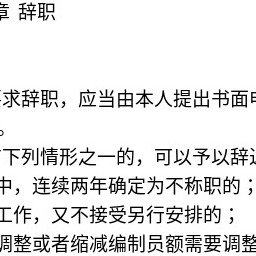 章 辞职
求辞职，应当由本人提出书面
。
下列情形之一的，可以予以辞
中，连续两年确定为不称职的；
工作，又不接受另行安排的；
调整或者缩减编制员额需要调整